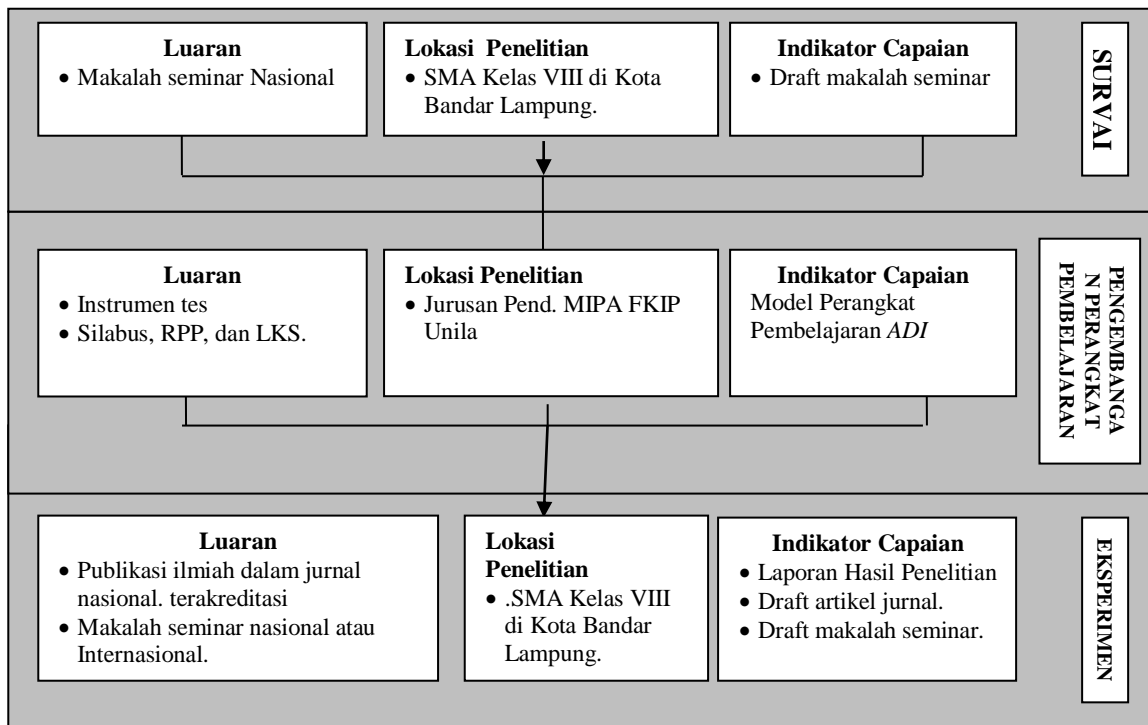 Luaran
• Makalah seminar Nasional
Lokasi Penelitian
• SMA Kelas VIII di Kota
Bandar Lampung.
Indikator Capaian
• Draft makalah seminar
SURVAI
Luaran
• Instrumen tes
• Silabus, RPP, dan LKS.
Lokasi Penelitian
• Jurusan Pend. MIPA FKIP
Unila
Indikator Capaian
Model Perangkat
Pembelajaran ADI
PENGEMBANGA
N PERANGKAT
PEMBELAJARAN
Luaran
• Publikasi ilmiah dalam jurnal
nasional. terakreditasi
• Makalah seminar nasional atau
Internasional.
Lokasi
Penelitian
• .SMA Kelas VIII
di Kota Bandar
Lampung.
Indikator Capaian
• Laporan Hasil Penelitian
• Draft artikel jurnal.
• Draft makalah seminar.
EKSPERIMEN